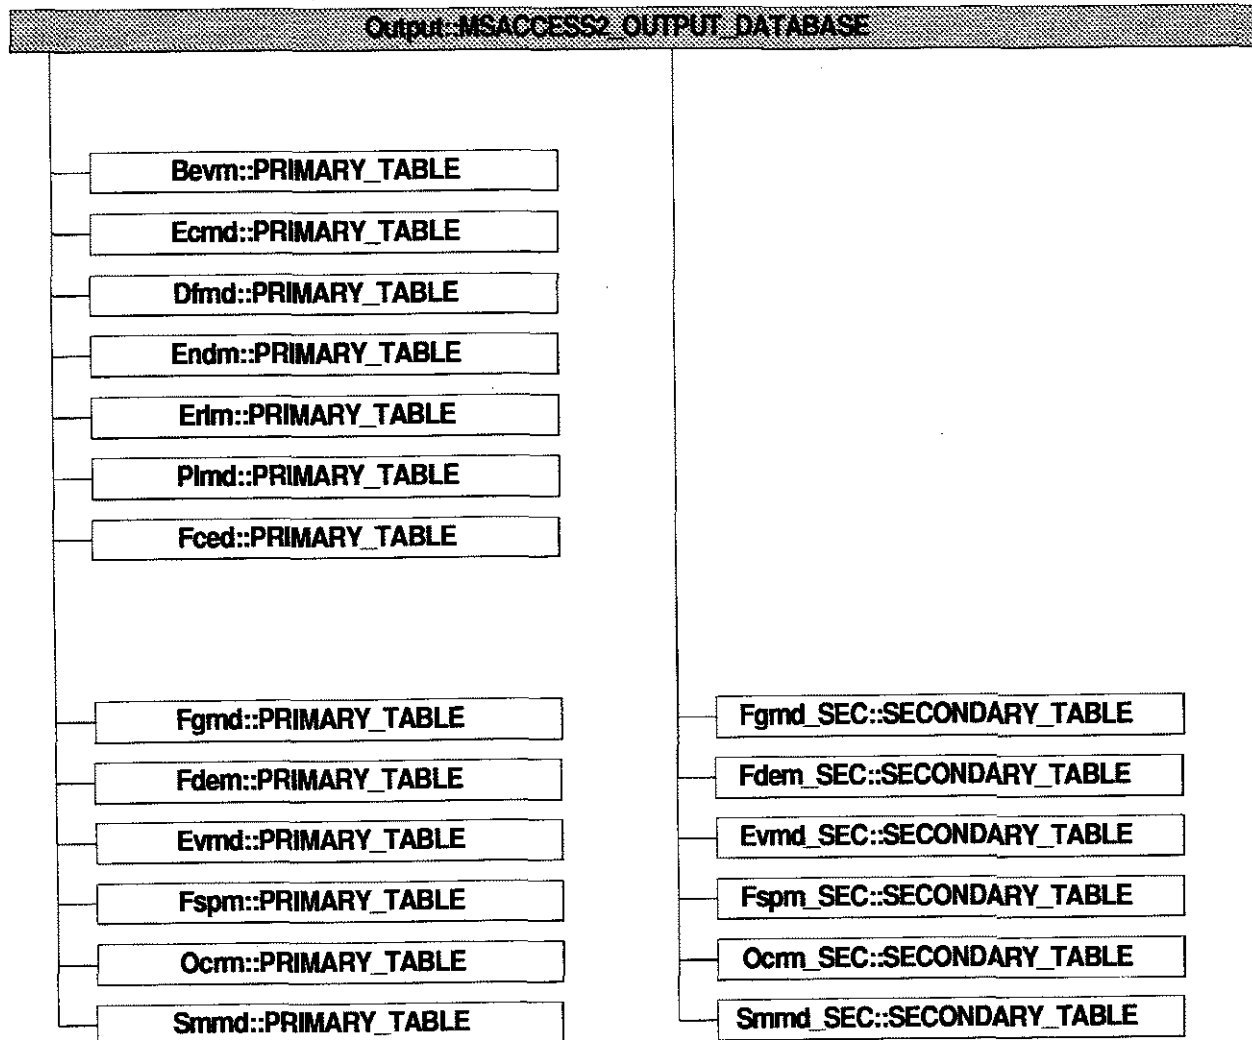 Output::MSACCESS2_OUTPUT_DATABASE
Bevm::PRIMARY_TABLE
Ecmd::PRIMARY_TABLE
Dfmd::PRIMARY_TABLE
Endm::PRIMARY_TABLE
Erlm::PRIMARY_TABLE
Plmd::PRIMARY_TABLE
Fced::PRIMARY_TABLE
Fgmd::PRIMARY_TABLE
Fgmd_SEC::SECONDARY_TABLE
Fdem::PRIMARY_TABLE
Fdem_SEC::SECONDARY_TABLE
Evmd::PRIMARY_TABLE
Evmd_SEC::SECONDARY_TABLE
Fspm::PRIMARY_TABLE
Fspm_SEC::SECONDARY_TABLE
Ocrm::PRIMARY_TABLE
Ocrm_SEC::SECONDARY_TABLE
Smmd::PRIMARY_TABLE
Smmd_SEC::SECONDARY_TABLE